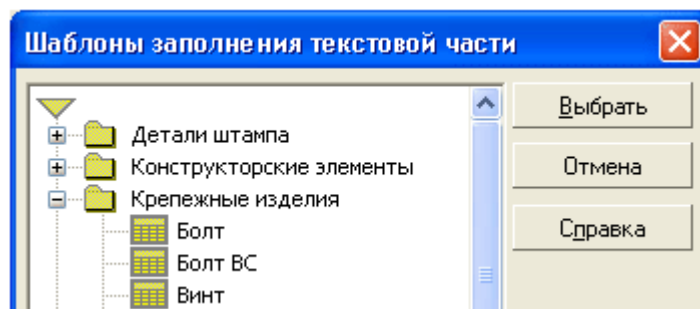 Шаблоны заполнения текстовой части
Выбрать
Детали штампа
Конструкторские элементы
Отмена
Крепежные изделия
Болт
Справка
Болт ВС
Винт